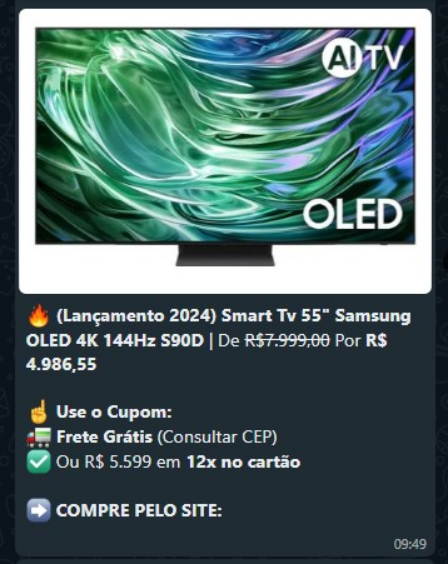 AI TV
OLED
🔥 (Lançamento 2024) Smart Tv 55" Samsung
OLED 4K 144Hz S90D | De R$7.999,00 Por R$
4.986,55
☝️ Use o Cupom:
🚛 Frete Grátis (Consultar CEP)
✅ Ou R$ 5.599 em 12x no cartão
➡️ COMPRE PELO SITE:
09:49